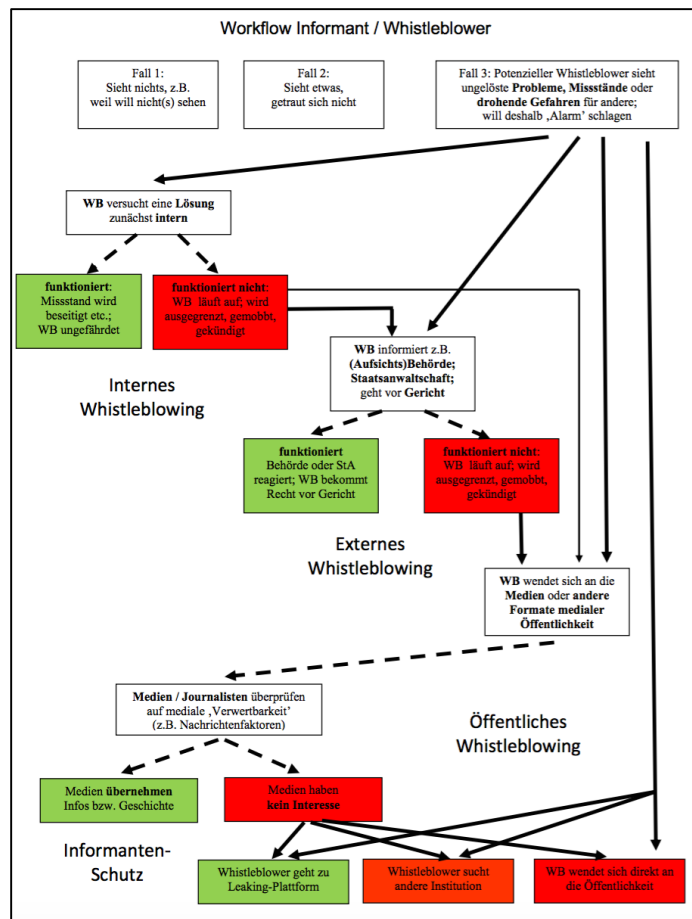 Workflow Informant / Whistleblower
Fall 1:
Sieht nichts, z.B.
weil will nicht(s) sehen
Fall 2:
Sieht etwas,
getraut sich nicht
Fall 3: Potenzieller Whistleblower sieht
ungelöste Probleme, Missstände oder
drohende Gefahren für andere;
will deshalb ‚Alarm’ schlagen
WB versucht eine Lösung
zunächst intern
funktioniert:
Missstand wird
beseitigt etc.;
WB ungefährdet
funktioniert nicht:
WB läuft auf; wird
ausgegrenzt, gemobbt,
gekündigt
Internes
Whistleblowing
WB informiert z.B.
(Aufsichts)Behörde;
Staatsanwaltschaft;
geht vor Gericht
funktioniert
Behörde oder StA
reagiert; WB bekommt
Recht vor Gericht
funktioniert nicht:
WB läuft auf; wird
ausgegrenzt, gemobbt,
gekündigt
Externes
Whistleblowing
WB wendet sich an die
Medien oder andere
Formate medialer
Öffentlichkeit
Medien / Journalisten überprüfen
auf mediale ‚Verwertbarkeit’
(z.B. Nachrichtenfaktoren)
Öffentliches
Whistleblowing
Medien übernehmen
Infos bzw. Geschichte
Medien haben
kein Interesse
Informanten-
Schutz
Whistleblower geht zu
Leaking-Plattform
Whistleblower sucht
andere Institution
WB wendet sich direkt an
die Öffentlichkeit